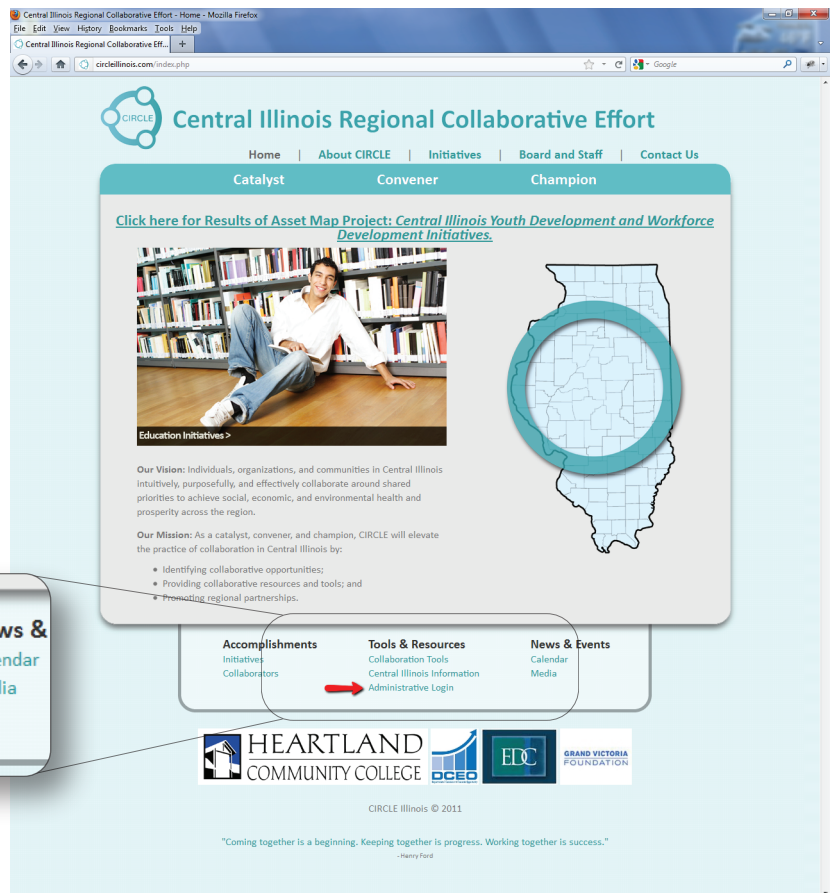 Central Illinois Regional Collaborative Effort - Home - Mozilla Firefox
File Edit View History Bookmarks Tools Help
Central Illinois Regional Collaborative Eff... +
circleillinois.com/index.php
Google
CIRCLE
Central Illinois Regional Collaborative Effort
Home | About CIRCLE | Initiatives | Board and Staff | Contact Us
Catalyst Convener Champion
Click here for Results of Asset Map Project: Central Illinois Youth Development and Workforce
Development Initiatives.
Education Initiatives >
Our Vision: Individuals, organizations, and communities in Central Illinois
intuitively, purposefully, and effectively collaborate around shared
priorities to achieve social, economic, and environmental health and
prosperity across the region.
Our Mission: As a catalyst, convener, and champion, CIRCLE will elevate
the practice of collaboration in Central Illinois by:
• Identifying collaborative opportunities;
• Providing collaborative resources and tools; and
• Promoting regional partnerships.
ws &
endar
dia
Accomplishments Tools & Resources News & Events
Initiatives Collaboration Tools Calendar
Collaborators Central Illinois Information Media
Administrative Login
HEARTLAND
COMMUNITY COLLEGE
DCEO
EDC
GRAND VICTORIA
FOUNDATION
CIRCLE Illinois © 2011
"Coming together is a beginning. Keeping together is progress. Working together is success."
- Henry Ford